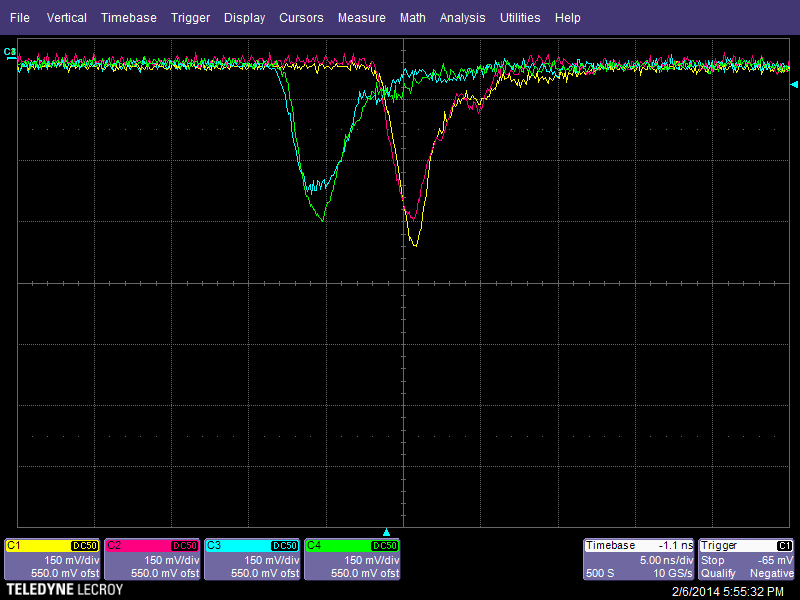 File Vertical Timebase Trigger Display Cursors Measure Math Analysis Utilities Help
C3
C1 DC50 C2 DC50 C3 DC50 C4 DC50 Timebase -1.1 ns Trigger C1
150 mV/div 150 mV/div 150 mV/div 150 mV/div 5.00 ns/div Stop -65 mV
550.0 mV ofst 550.0 mV ofst 550.0 mV ofst 550.0 mV ofst 500 S 10 GS/s Qualify Negative
TELEDYNE LECROY 2/6/2014 5:55:32 PM